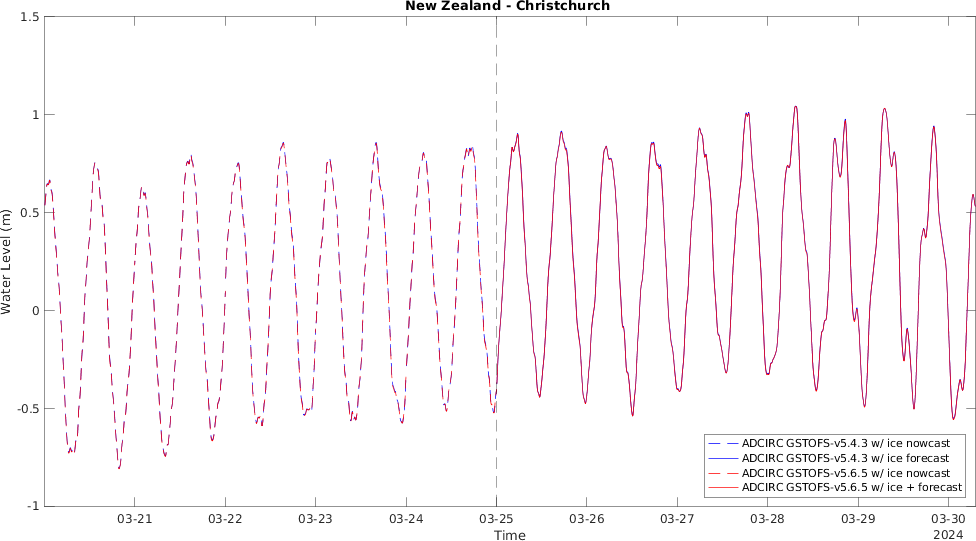 New Zealand - Christchurch
1.5
1
0.5
0
-0.5
-1
Water Level (m)
03-21 03-22 03-23 03-24 03-25 03-26 03-27 03-28 03-29 03-30
Time
2024
ADCIRC GSTOFS-v5.4.3 w/ ice nowcast
ADCIRC GSTOFS-v5.4.3 w/ ice forecast
ADCIRC GSTOFS-v5.6.5 w/ ice nowcast
ADCIRC GSTOFS-v5.6.5 w/ ice + forecast